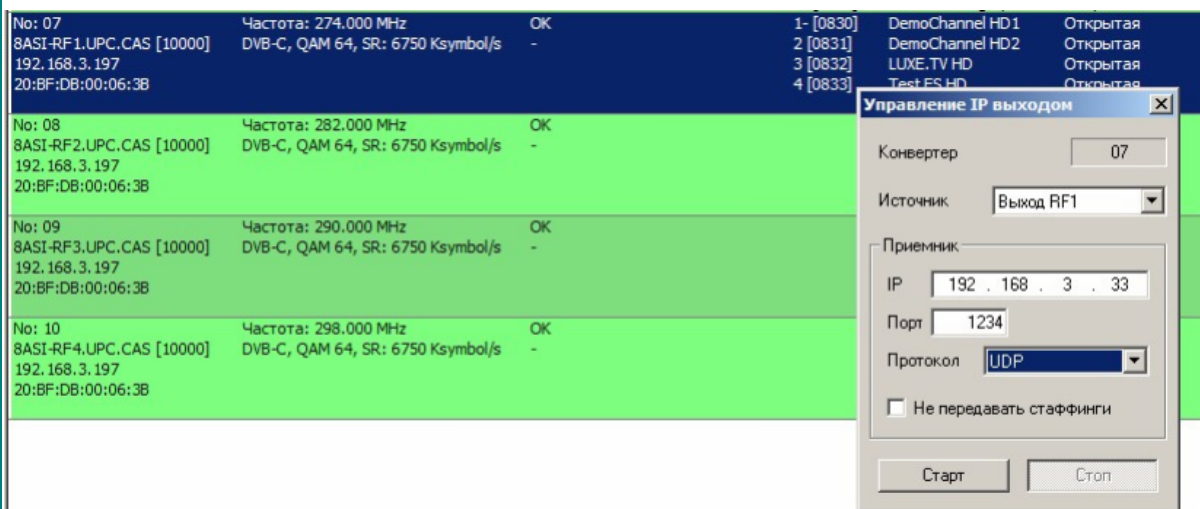 No: 07 Частота: 274.000 MHz OK 1- [0830] DemoChannel HD1 Открытая
8ASI-RF1.UPC.CAS [10000] DVB-C, QAM 64, SR: 6750 Ksymbol/s - 2 [0831] DemoChannel HD2 Открытая
192.168.3.197 3 [0832] LUXE.TV HD Открытая
20:BF:DB:00:06:3B 4 [0833] Test ES HD Открытая
No: 08 Частота: 282.000 MHz OK
8ASI-RF2.UPC.CAS [10000] DVB-C, QAM 64, SR: 6750 Ksymbol/s -
192.168.3.197
20:BF:DB:00:06:3B
No: 09 Частота: 290.000 MHz OK
8ASI-RF3.UPC.CAS [10000] DVB-C, QAM 64, SR: 6750 Ksymbol/s -
192.168.3.197
20:BF:DB:00:06:3B
No: 10 Частота: 298.000 MHz OK
8ASI-RF4.UPC.CAS [10000] DVB-C, QAM 64, SR: 6750 Ksymbol/s -
192.168.3.197
20:BF:DB:00:06:3B
Управление IP выходом
Конвертер 07
Источник Выход RF1
Приемник
IP 192 . 168 . 3 . 33
Порт 1234
Протокол UDP
Не передавать стаффинги
Старт Стоп